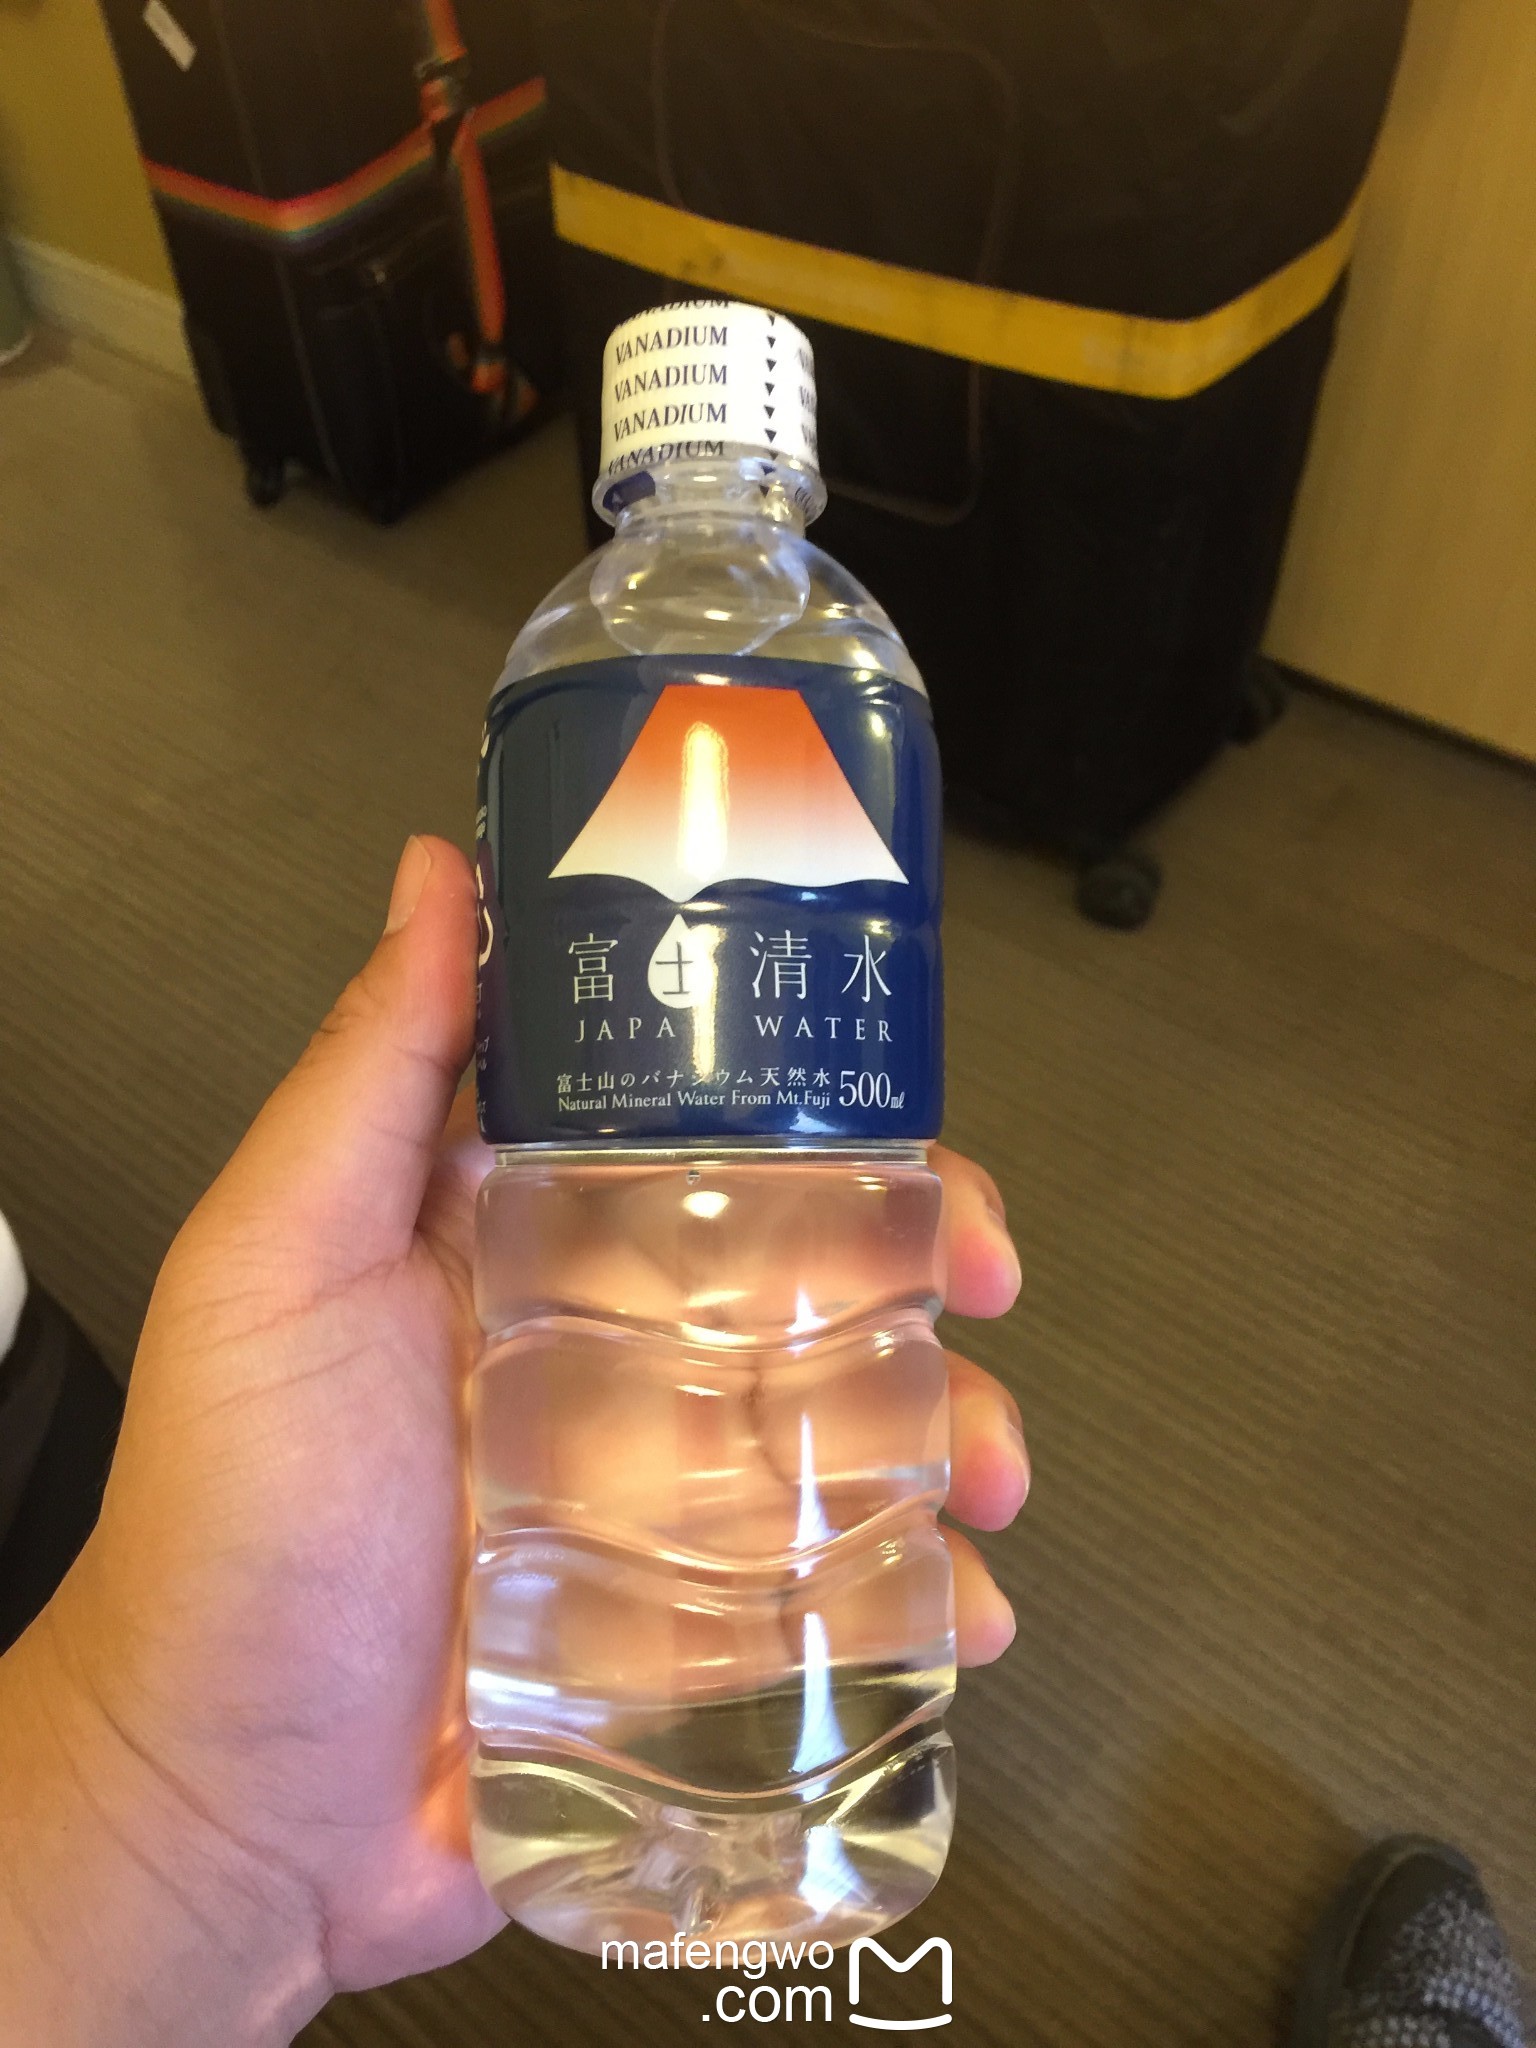 VANADIUM
VANADIUM
VANADIUM
VANADIUM
VANADIUM
富士清水
JAPAN WATER
富士山のバナジウム天然水 500ml
Natural Mineral Water From Mt.Fuji
mafengwo
.com